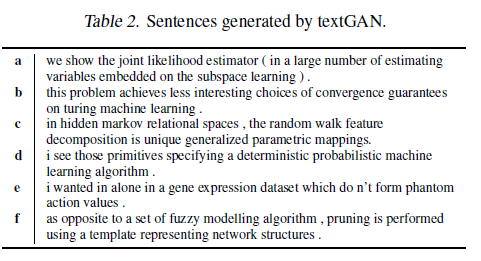 Table 2. Sentences generated by textGAN.
a we show the joint likelihood estimator ( in a large number of estimating
variables embedded on the subspace learning ) .
b this problem achieves less interesting choices of convergence guarantees
on turing machine learning .
c in hidden markov relational spaces , the random walk feature
decomposition is unique generalized parametric mappings.
d i see those primitives specifying a deterministic probabilistic machine
learning algorithm .
e i wanted in alone in a gene expression dataset which do n't form phantom
action values .
f as opposite to a set of fuzzy modelling algorithm , pruning is performed
using a template representing network structures .